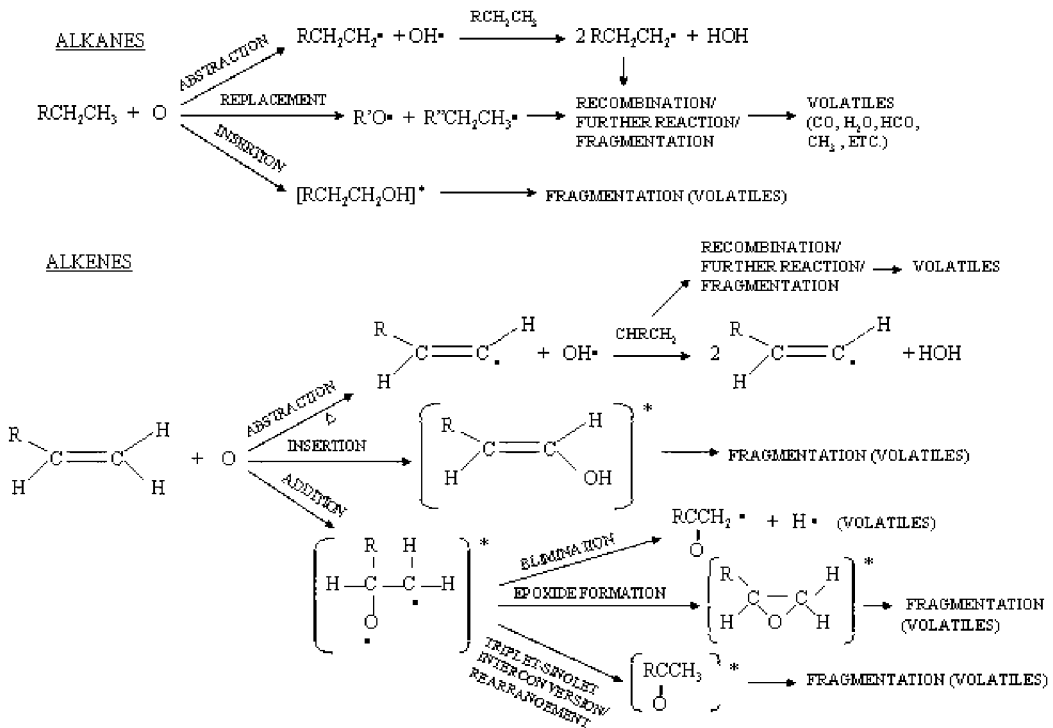 ALKANES
RCH₂CH₃ + O
ABSTRACTION
RCH₂CH₂• + OH•
RCH₂CH₃
2 RCH₂CH₂• + HOH
REPLACEMENT
R'O• + R''CH₂CH₃•
RECOMBINATION/
FURTHER REACTION/
FRAGMENTATION
VOLATILES
(CO, H₂O, HCO,
CH₃, ETC.)
INSERTION
[RCH₂CH₂OH]*
FRAGMENTATION (VOLATILES)
ALKENES
RECOMBINATION/
FURTHER REACTION/
FRAGMENTATION
VOLATILES
R H
C C•
H
+ OH•
CHRCH₂
2
R H
C C•
H
+ HOH
R H
C C
H H
+ O
ABSTRACTION
Δ
INSERTION
R H
C C
H OH
*
FRAGMENTATION (VOLATILES)
ADDITION
R H
H C C• H
O•
*
ELIMINATION
RCCH₂• + H• (VOLATILES)
O
EPOXIDE FORMATION
R H
C C
H O H
*
FRAGMENTATION
(VOLATILES)
TRIPLET-SINGLET
INTERCONVERSION/
REARRANGEMENT
RCCH₃
O
*
FRAGMENTATION (VOLATILES)